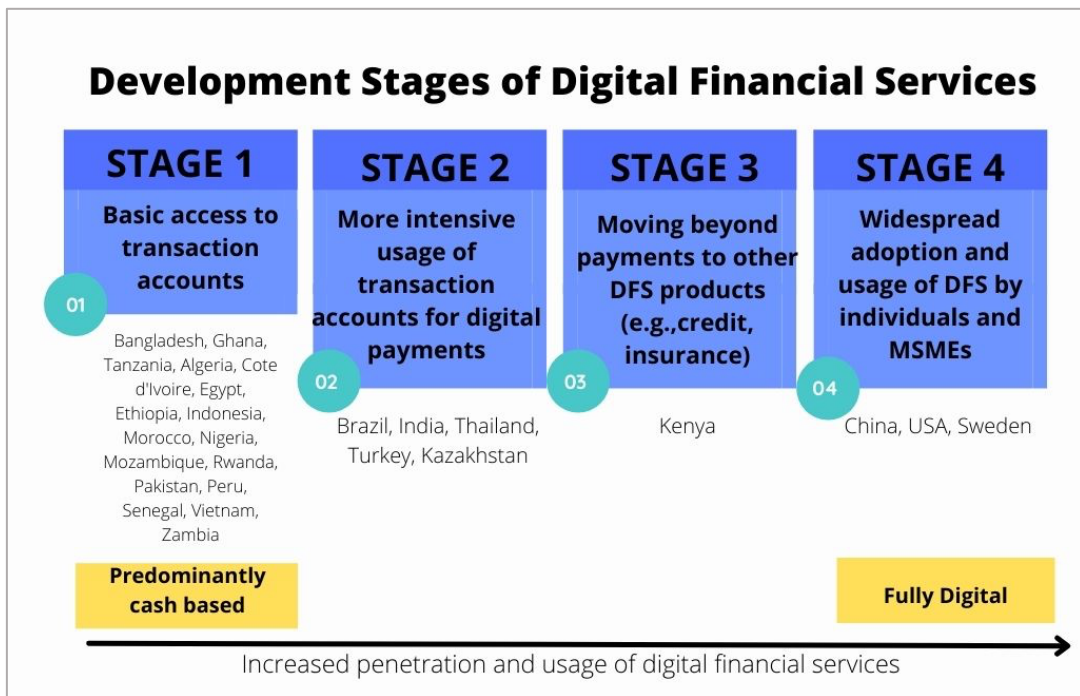 Development Stages of Digital Financial Services
STAGE 1
Basic access to
transaction
accounts
01
Bangladesh, Ghana,
Tanzania, Algeria, Cote
d'Ivoire, Egypt,
Ethiopia, Indonesia,
Morocco, Nigeria,
Mozambique, Rwanda,
Pakistan, Peru,
Senegal, Vietnam,
Zambia
Predominantly
cash based
STAGE 2
More intensive
usage of
transaction
accounts for digital
payments
02
Brazil, India, Thailand,
Turkey, Kazakhstan
STAGE 3
Moving beyond
payments to other
DFS products
(e.g.,credit,
insurance)
03
Kenya
STAGE 4
Widespread
adoption and
usage of DFS by
individuals and
MSMEs
04
China, USA, Sweden
Fully Digital
Increased penetration and usage of digital financial services